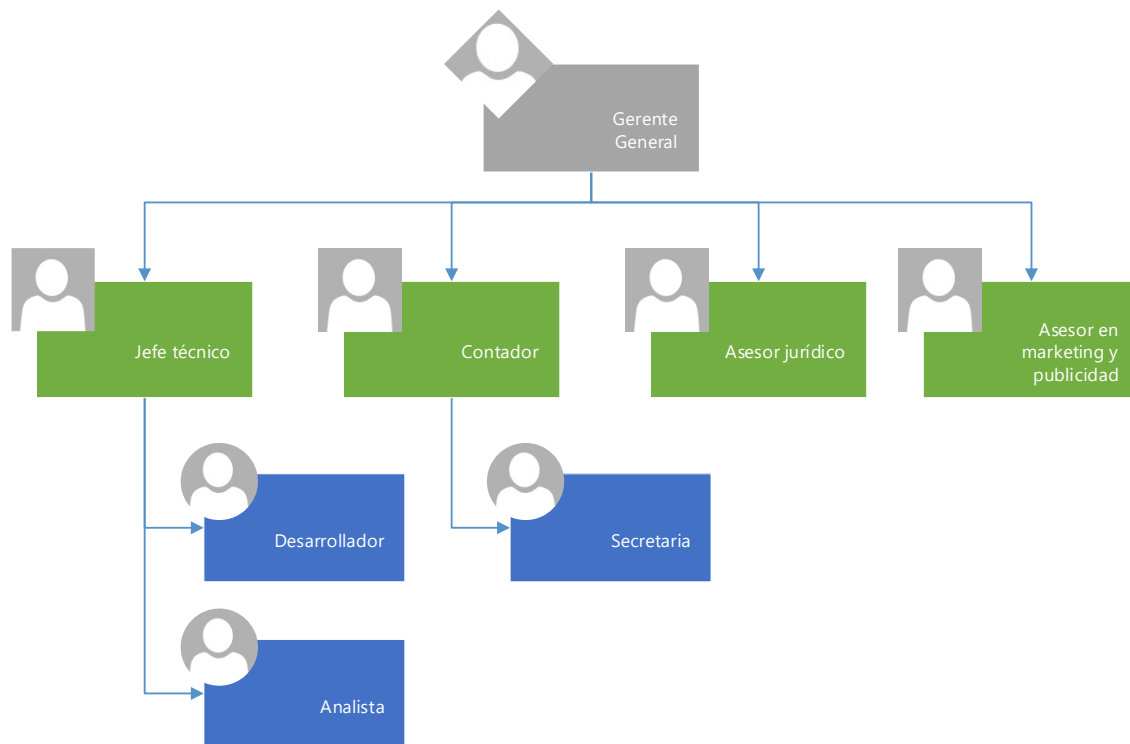 Gerente
General
Jefe técnico
Contador
Asesor jurídico
Asesor en
marketing y
publicidad
Desarrollador
Secretaria
Analista